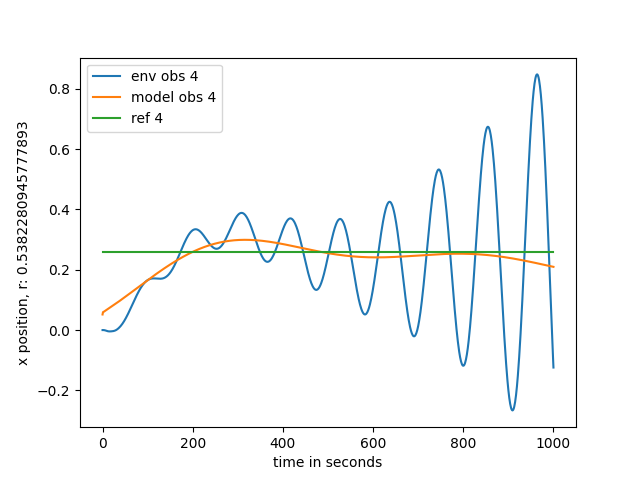 env obs 4
model obs 4
ref 4
0.8
0.6
0.4
0.2
0.0
−0.2
x position, r: 0.5382280945777893
0 200 400 600 800 1000
time in seconds